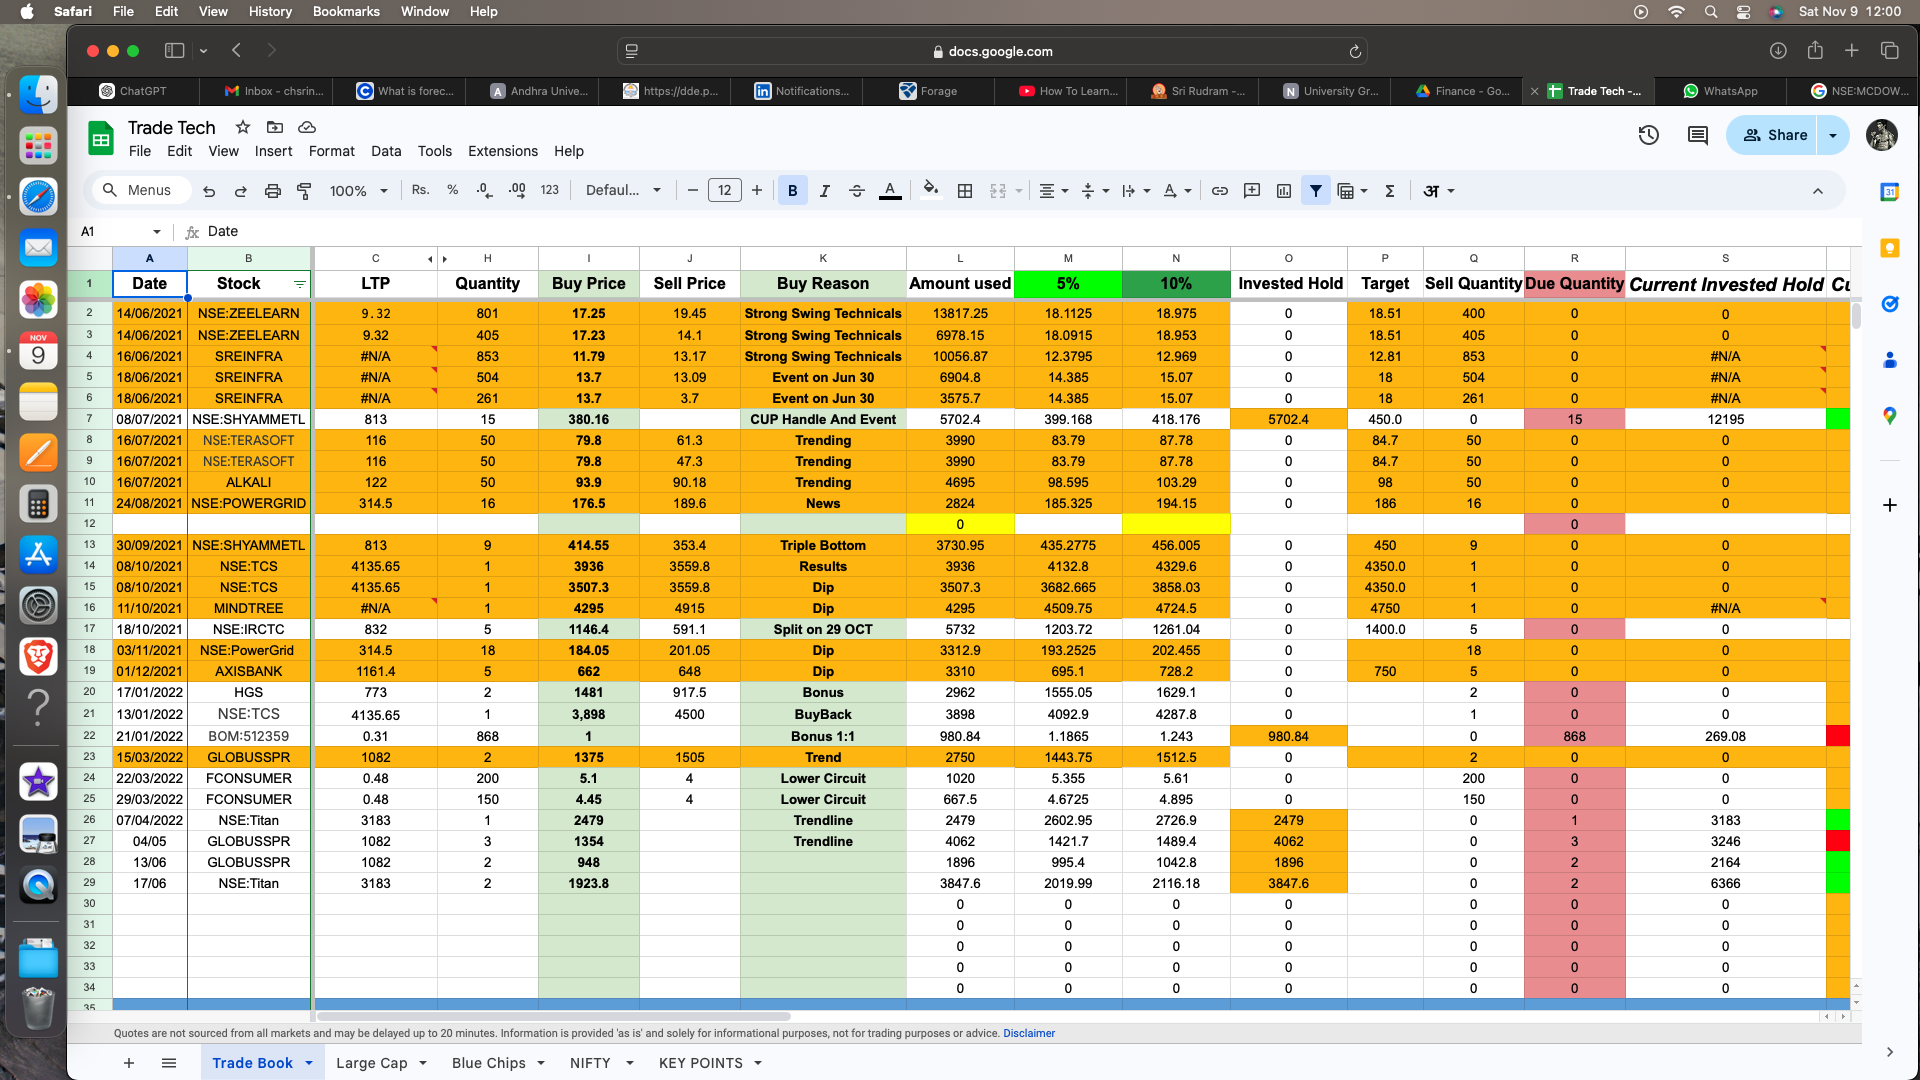 Safari File Edit View History Bookmarks Window Help Sat Nov 9 12:00
docs.google.com
ChatGPT Inbox - chsrin... What is forec... Andhra Unive... https://dde.p... Notifications... Forage How To Learn... Sri Rudram -... University Gr... Finance - Go... Trade Tech -... WhatsApp NSE:MCDOW...
Trade Tech
File Edit View Insert Format Data Tools Extensions Help
Share
Menus 100% Rs. % .0 .00 123 Defaul... 12 B I A अ
A1 fx Date
A B C H I J K L M N O P Q R S
1 Date Stock LTP Quantity Buy Price Sell Price Buy Reason Amount used 5% 10% Invested Hold Target Sell Quantity Due Quantity Current Invested Hold Cu
2 14/06/2021 NSE:ZEELEARN 9.32 801 17.25 19.45 Strong Swing Technicals 13817.25 18.1125 18.975 0 18.51 400 0 0
3 14/06/2021 NSE:ZEELEARN 9.32 405 17.23 14.1 Strong Swing Technicals 6978.15 18.0915 18.953 0 18.51 405 0 0
4 16/06/2021 SREINFRA #N/A 853 11.79 13.17 Strong Swing Technicals 10056.87 12.3795 12.969 0 12.81 853 0 #N/A
5 18/06/2021 SREINFRA #N/A 504 13.7 13.09 Event on Jun 30 6904.8 14.385 15.07 0 18 504 0 #N/A
6 18/06/2021 SREINFRA #N/A 261 13.7 3.7 Event on Jun 30 3575.7 14.385 15.07 0 18 261 0 #N/A
7 08/07/2021 NSE:SHYAMMETL 813 15 380.16 CUP Handle And Event 5702.4 399.168 418.176 5702.4 450.0 0 15 12195
8 16/07/2021 NSE:TERASOFT 116 50 79.8 61.3 Trending 3990 83.79 87.78 0 84.7 50 0 0
9 16/07/2021 NSE:TERASOFT 116 50 79.8 47.3 Trending 3990 83.79 87.78 0 84.7 50 0 0
10 16/07/2021 ALKALI 122 50 93.9 90.18 Trending 4695 98.595 103.29 0 98 50 0 0
11 24/08/2021 NSE:POWERGRID 314.5 16 176.5 189.6 News 2824 185.325 194.15 0 186 16 0 0
12 0 0
13 30/09/2021 NSE:SHYAMMETL 813 9 414.55 353.4 Triple Bottom 3730.95 435.2775 456.005 0 450 9 0 0
14 08/10/2021 NSE:TCS 4135.65 1 3936 3559.8 Results 3936 4132.8 4329.6 0 4350.0 1 0 0
15 08/10/2021 NSE:TCS 4135.65 1 3507.3 3559.8 Dip 3507.3 3682.665 3858.03 0 4350.0 1 0 0
16 11/10/2021 MINDTREE #N/A 1 4295 4915 Dip 4295 4509.75 4724.5 0 4750 1 0 #N/A
17 18/10/2021 NSE:IRCTC 832 5 1146.4 591.1 Split on 29 OCT 5732 1203.72 1261.04 0 1400.0 5 0 0
18 03/11/2021 NSE:PowerGrid 314.5 18 184.05 201.05 Dip 3312.9 193.2525 202.455 0 18 0 0
19 01/12/2021 AXISBANK 1161.4 5 662 648 Dip 3310 695.1 728.2 0 750 5 0 0
20 17/01/2022 HGS 773 2 1481 917.5 Bonus 2962 1555.05 1629.1 0 2 0 0
21 13/01/2022 NSE:TCS 4135.65 1 3,898 4500 BuyBack 3898 4092.9 4287.8 0 1 0 0
22 21/01/2022 BOM:512359 0.31 868 1 Bonus 1:1 980.84 1.1865 1.243 980.84 0 868 269.08
23 15/03/2022 GLOBUSSPR 1082 2 1375 1505 Trend 2750 1443.75 1512.5 0 2 0 0
24 22/03/2022 FCONSUMER 0.48 200 5.1 4 Lower Circuit 1020 5.355 5.61 0 200 0 0
25 29/03/2022 FCONSUMER 0.48 150 4.45 4 Lower Circuit 667.5 4.6725 4.895 0 150 0 0
26 07/04/2022 NSE:Titan 3183 1 2479 Trendline 2479 2602.95 2726.9 2479 0 1 3183
27 04/05 GLOBUSSPR 1082 3 1354 Trendline 4062 1421.7 1489.4 4062 0 3 3246
28 13/06 GLOBUSSPR 1082 2 948 1896 995.4 1042.8 1896 0 2 2164
29 17/06 NSE:Titan 3183 2 1923.8 3847.6 2019.99 2116.18 3847.6 0 2 6366
30 0 0 0 0 0 0 0
31 0 0 0 0 0 0 0
32 0 0 0 0 0 0 0
33 0 0 0 0 0 0 0
34 0 0 0 0 0 0 0
35
Quotes are not sourced from all markets and may be delayed up to 20 minutes. Information is provided 'as is' and solely for informational purposes, not for trading purposes or advice. Disclaimer
Trade Book Large Cap Blue Chips NIFTY KEY POINTS
NOV
9
31